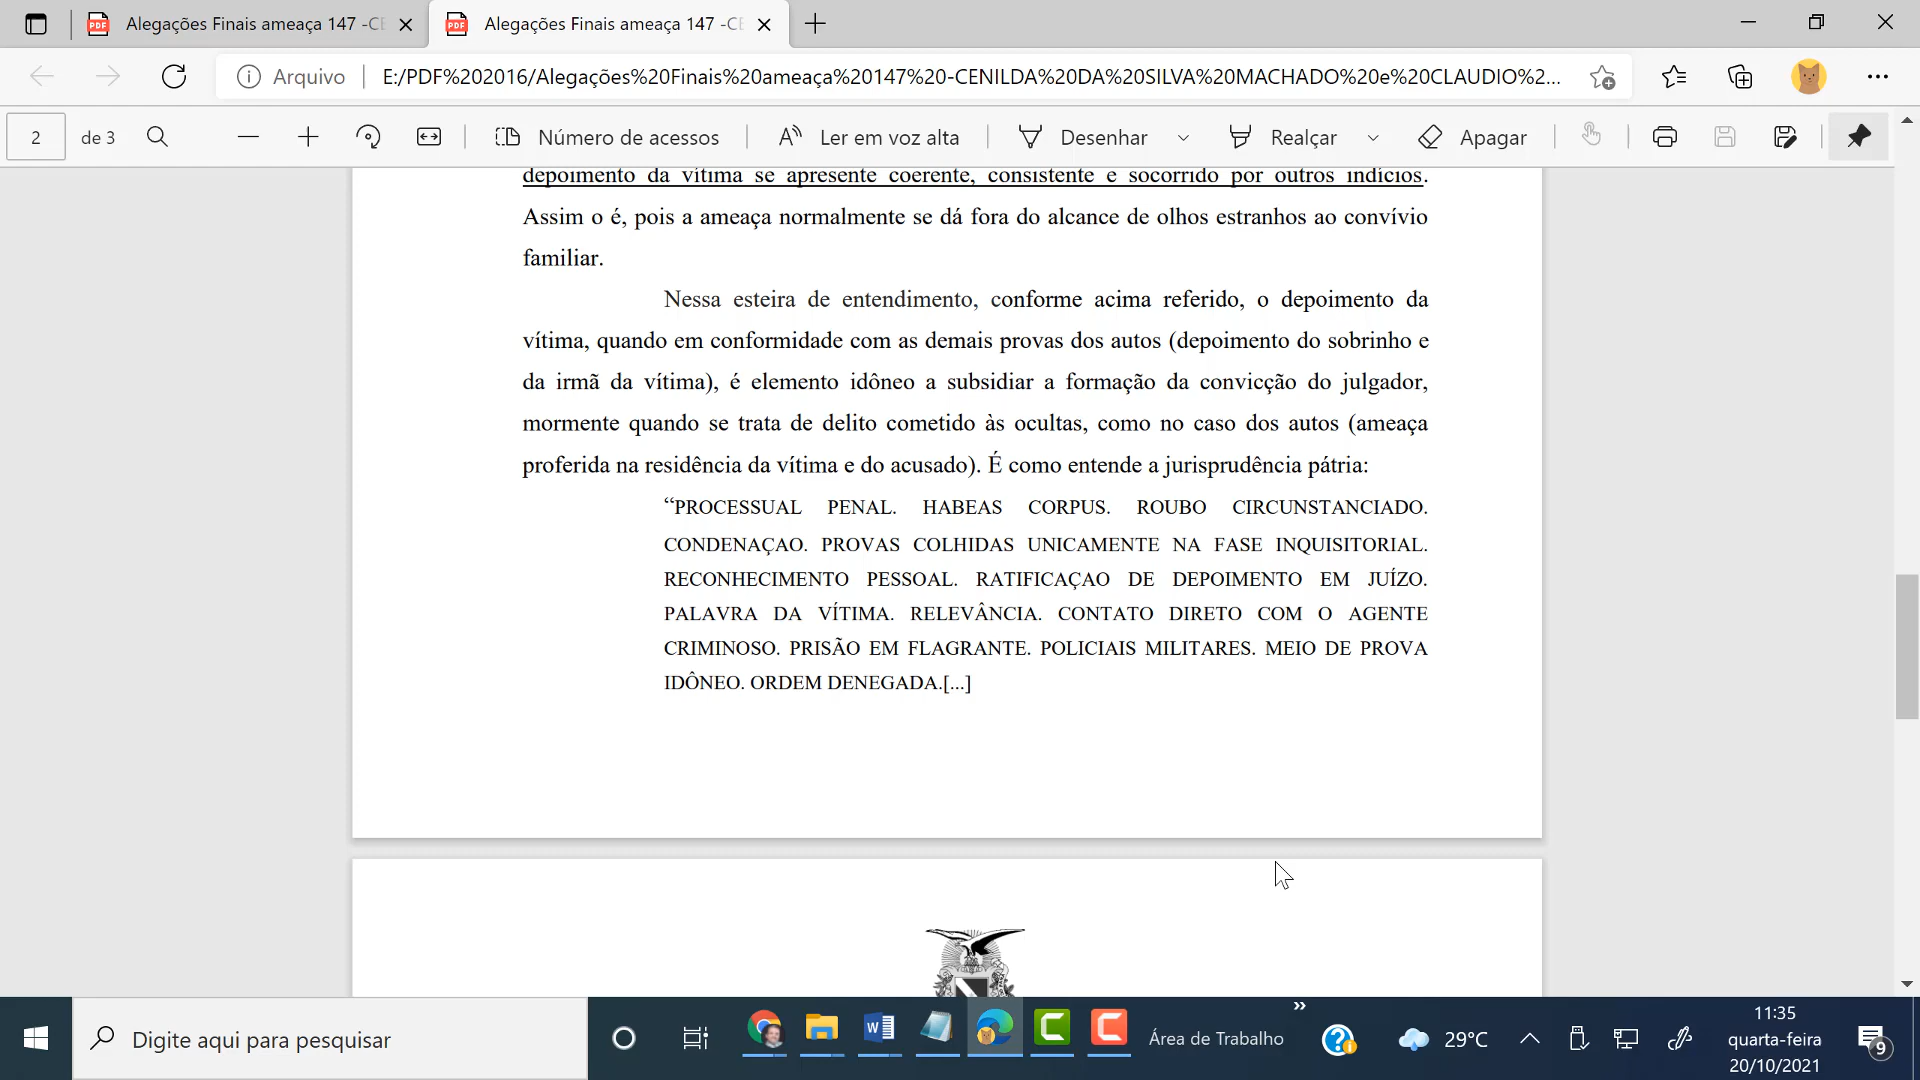 Alegações Finais ameaça 147 -CE
Alegações Finais ameaça 147 -CE
Arquivo
E:/PDF%202016/Alegações%20Finais%20ameaça%20147%20-CENILDA%20DA%20SILVA%20MACHADO%20e%20CLAUDIO%2...
2 de 3
Número de acessos
Ler em voz alta
Desenhar
Realçar
Apagar
depoimento da vítima se apresente coerente, consistente e socorrido por outros indícios.
Assim o é, pois a ameaça normalmente se dá fora do alcance de olhos estranhos ao convívio
familiar.
Nessa esteira de entendimento, conforme acima referido, o depoimento da
vítima, quando em conformidade com as demais provas dos autos (depoimento do sobrinho e
da irmã da vítima), é elemento idôneo a subsidiar a formação da convicção do julgador,
mormente quando se trata de delito cometido às ocultas, como no caso dos autos (ameaça
proferida na residência da vítima e do acusado). É como entende a jurisprudência pátria:
“PROCESSUAL PENAL. HABEAS CORPUS. ROUBO CIRCUNSTANCIADO.
CONDENAÇAO. PROVAS COLHIDAS UNICAMENTE NA FASE INQUISITORIAL.
RECONHECIMENTO PESSOAL. RATIFICAÇAO DE DEPOIMENTO EM JUÍZO.
PALAVRA DA VÍTIMA. RELEVÂNCIA. CONTATO DIRETO COM O AGENTE
CRIMINOSO. PRISÃO EM FLAGRANTE. POLICIAIS MILITARES. MEIO DE PROVA
IDÔNEO. ORDEM DENEGADA.[...]
Digite aqui para pesquisar
Área de Trabalho
29°C
11:35
quarta-feira
20/10/2021
9